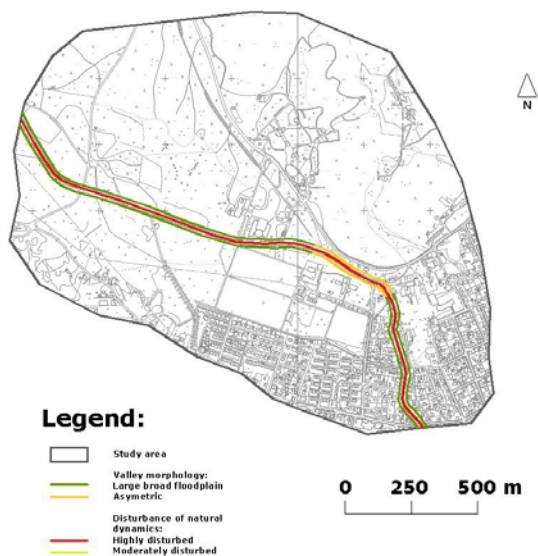 N
Legend:
Study area
Valley morphology:
Large broad floodplain
Asymetric
Disturbance of natural
dynamics:
Highly disturbed
Moderately disturbed
0 250 500 m